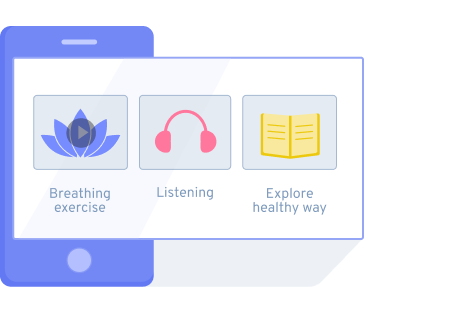 Breathing
exercise
Listening
Explore
healthy way